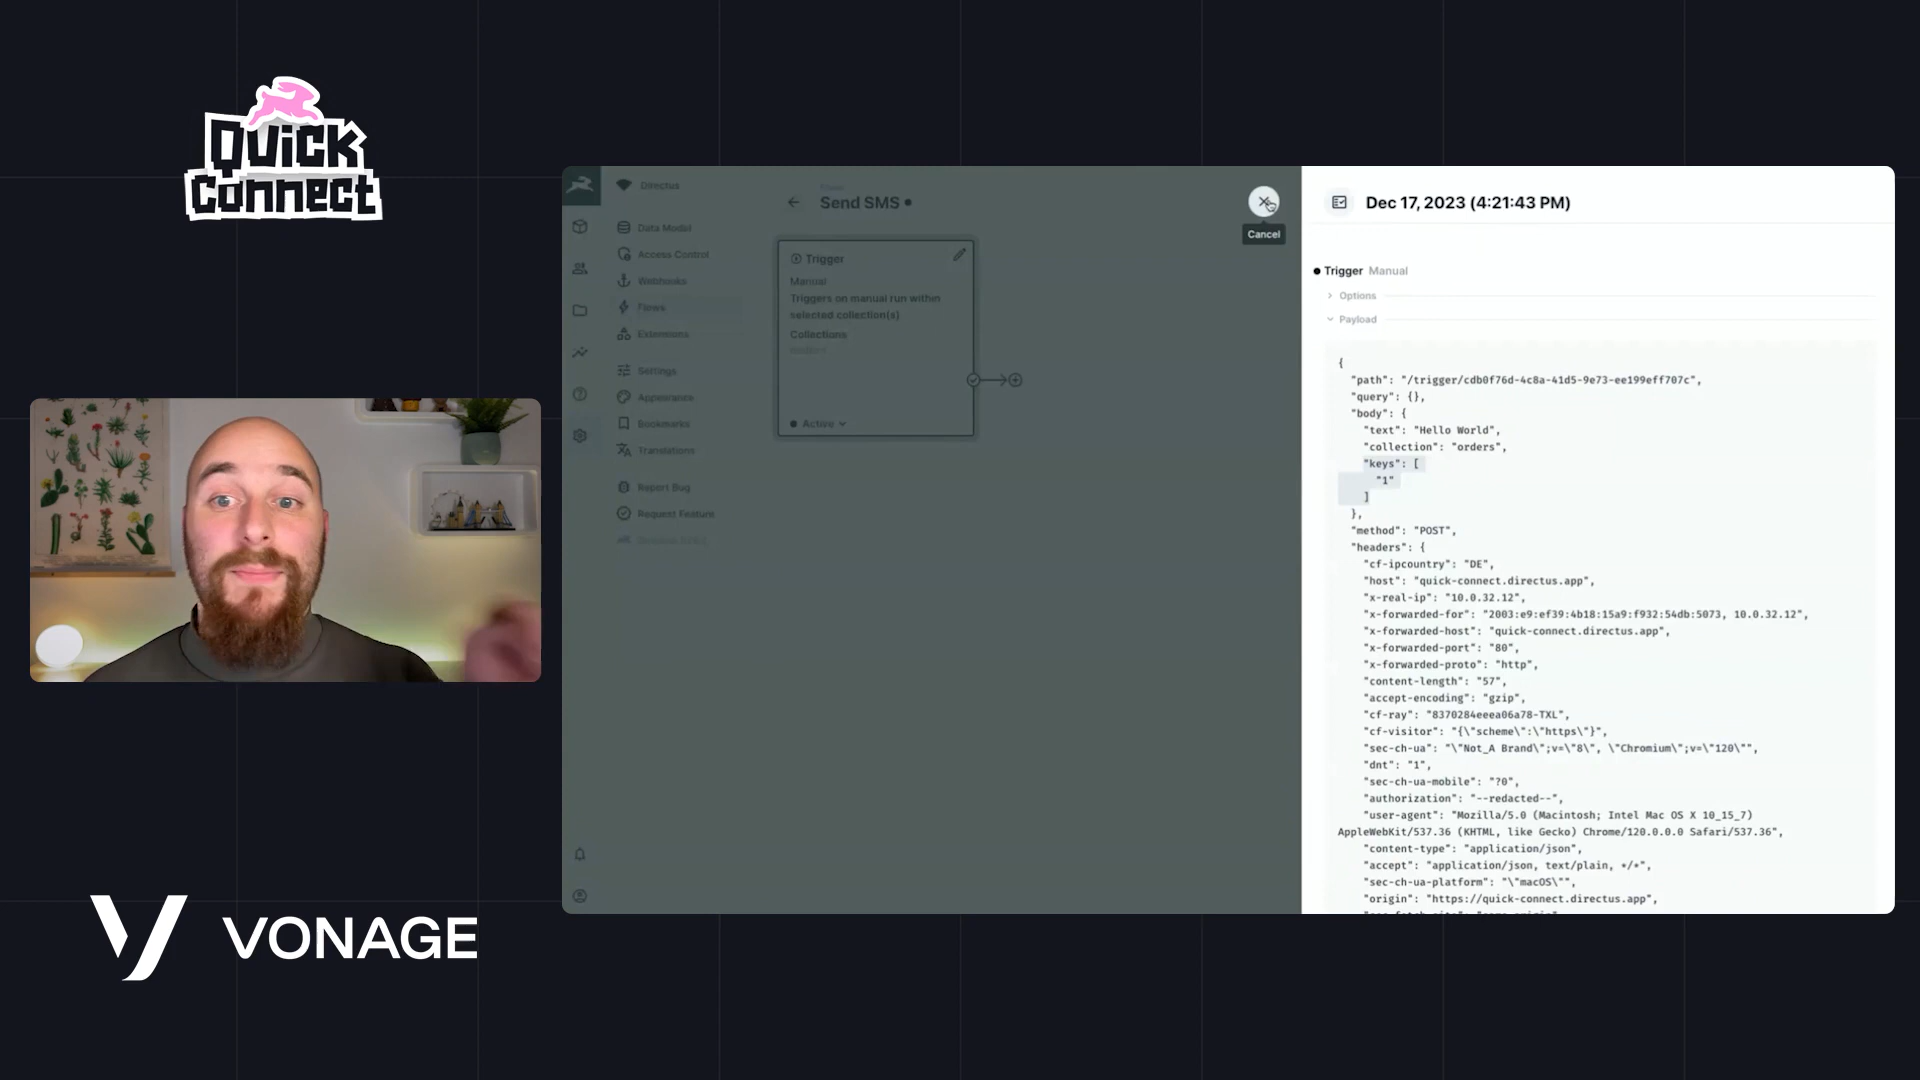 Quick
Connect
VONAGE
Directus
Data Model
Access Control
Webhooks
Flows
Extensions
Settings
Appearance
Bookmarks
Translations
Report Bug
Request Feature
Send SMS
Trigger
Manual
Triggers on manual run within
selected collection(s)
Collections
Active
Cancel
Dec 17, 2023 (4:21:43 PM)
Trigger Manual
Options
Payload
{
"path": "/trigger/cdb0f76d-4c8a-41d5-9e73-ee199eff707c",
"query": {},
"body": {
"text": "Hello World",
"collection": "orders",
"keys": [
"1"
]
},
"method": "POST",
"headers": {
"cf-ipcountry": "DE",
"host": "quick-connect.directus.app",
"x-real-ip": "10.0.32.12",
"x-forwarded-for": "2003:e9:ef39:4b18:15a9:f932:54db:5073, 10.0.32.12",
"x-forwarded-host": "quick-connect.directus.app",
"x-forwarded-port": "80",
"x-forwarded-proto": "http",
"content-length": "57",
"accept-encoding": "gzip",
"cf-ray": "8370284eeea06a78-TXL",
"cf-visitor": "{\"scheme\":\"https\"}",
"sec-ch-ua": "\"Not_A Brand\";v=\"8\", \"Chromium\";v=\"120\"",
"dnt": "1",
"sec-ch-ua-mobile": "?0",
"authorization": "--redacted--",
"user-agent": "Mozilla/5.0 (Macintosh; Intel Mac OS X 10_15_7)
AppleWebKit/537.36 (KHTML, like Gecko) Chrome/120.0.0.0 Safari/537.36",
"content-type": "application/json",
"accept": "application/json, text/plain, */*",
"sec-ch-ua-platform": "\"macOS\"",
"origin": "https://quick-connect.directus.app",